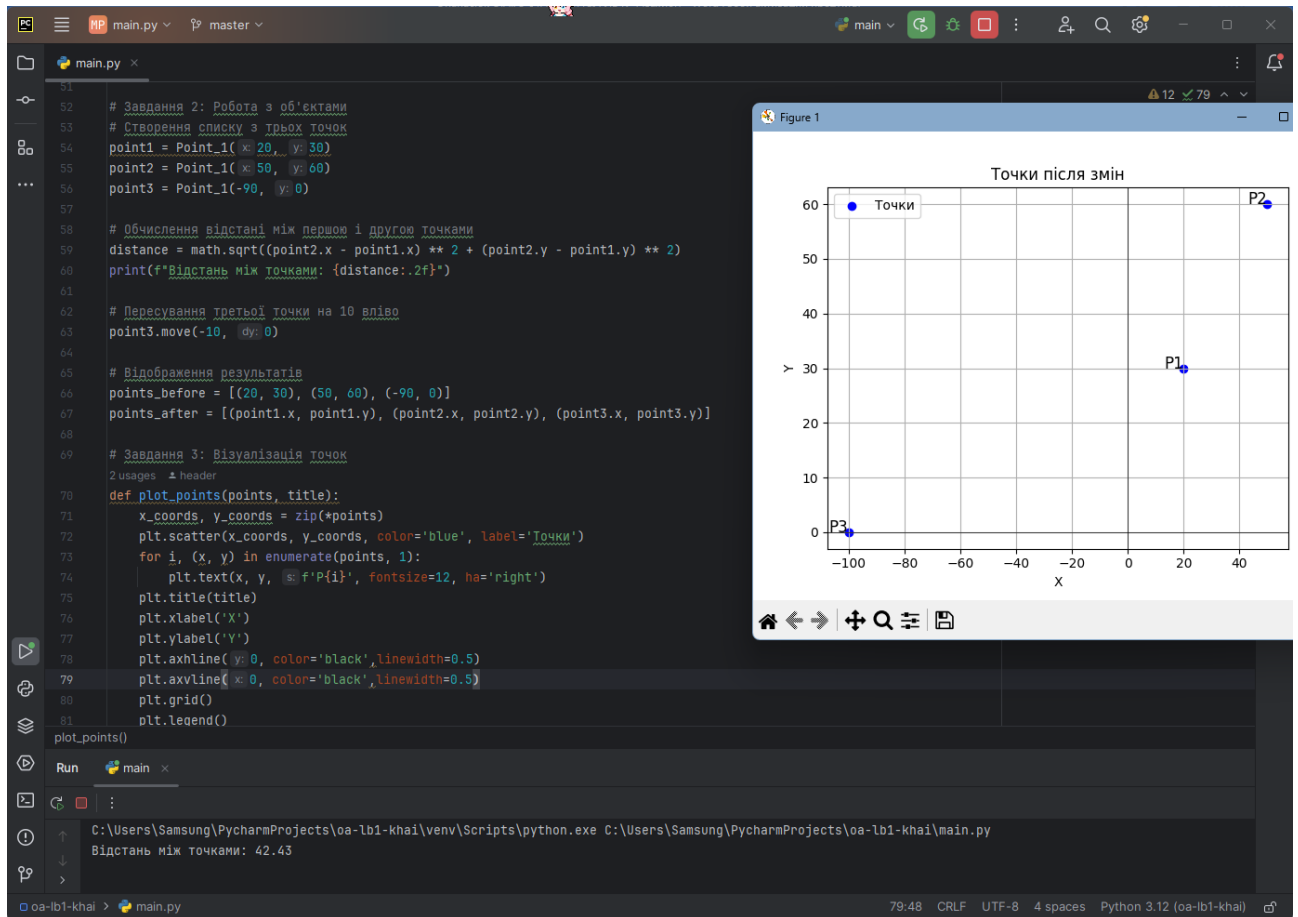 MP main.py master main
main.py
12 79
51
52 # Завдання 2: Робота з об'єктами
53 # Створення списку з трьох точок
54 point1 = Point_1( x: 20, y: 30)
55 point2 = Point_1( x: 50, y: 60)
56 point3 = Point_1(-90, y: 0)
57
58 # Обчислення відстані між першою і другою точками
59 distance = math.sqrt((point2.x - point1.x) ** 2 + (point2.y - point1.y) ** 2)
60 print(f"Відстань між точками: {distance:.2f}")
61
62 # Пересування третьої точки на 10 вліво
63 point3.move(-10, dy: 0)
64
65 # Відображення результатів
66 points_before = [(20, 30), (50, 60), (-90, 0)]
67 points_after = [(point1.x, point1.y), (point2.x, point2.y), (point3.x, point3.y)]
68
69 # Завдання 3: Візуалізація точок
2 usages header
70 def plot_points(points, title):
71 x_coords, y_coords = zip(*points)
72 plt.scatter(x_coords, y_coords, color='blue', label='Точки')
73 for i, (x, y) in enumerate(points, 1):
74 plt.text(x, y, s: f'P{i}', fontsize=12, ha='right')
75 plt.title(title)
76 plt.xlabel('X')
77 plt.ylabel('Y')
78 plt.axhline( y: 0, color='black',linewidth=0.5)
79 plt.axvline( x: 0, color='black',linewidth=0.5)
80 plt.grid()
81 plt.legend()
plot_points()
Figure 1
Точки після змін
Точки
P2
P1
P3
60
50
40
30
20
10
0
Y
−100 −80 −60 −40 −20 0 20 40
X
Run main
C:\Users\Samsung\PycharmProjects\oa-lb1-khai\venv\Scripts\python.exe C:\Users\Samsung\PycharmProjects\oa-lb1-khai\main.py
Відстань між точками: 42.43
oa-lb1-khai > main.py 79:48 CRLF UTF-8 4 spaces Python 3.12 (oa-lb1-khai)